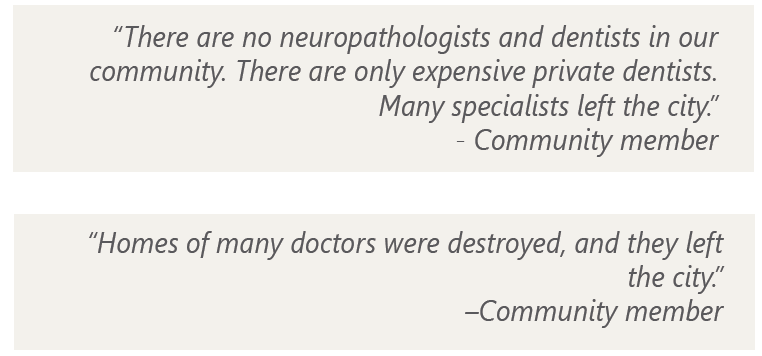 “There are no neuropathologists and dentists in our
community. There are only expensive private dentists.
Many specialists left the city.”
- Community member
“Homes of many doctors were destroyed, and they left
the city.”
–Community member